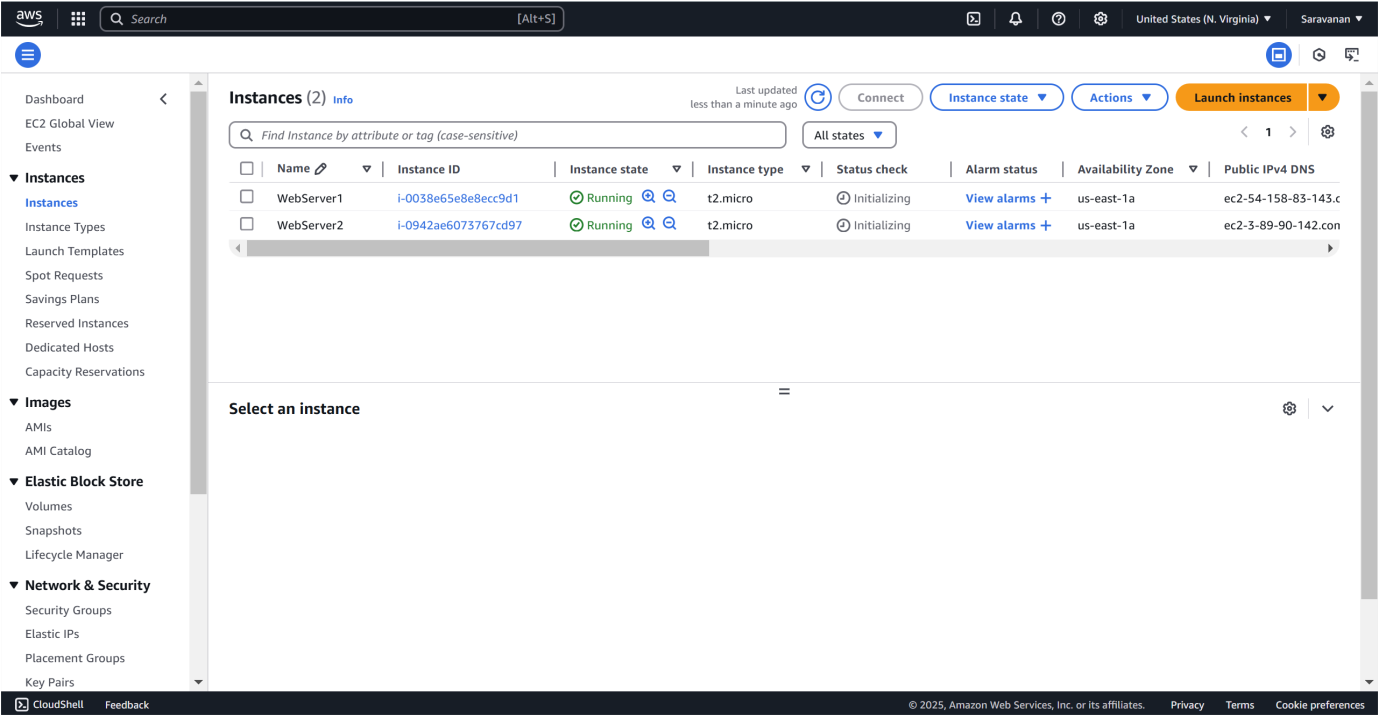 aws
Search [Alt+S]
United States (N. Virginia)
Saravanan
Dashboard
EC2 Global View
Events
Instances
Instances
Instance Types
Launch Templates
Spot Requests
Savings Plans
Reserved Instances
Dedicated Hosts
Capacity Reservations
Images
AMIs
AMI Catalog
Elastic Block Store
Volumes
Snapshots
Lifecycle Manager
Network & Security
Security Groups
Elastic IPs
Placement Groups
Key Pairs
Instances (2) Info
Last updated
less than a minute ago
Connect
Instance state
Actions
Launch instances
Find Instance by attribute or tag (case-sensitive)
All states
1
Name Instance ID Instance state Instance type Status check Alarm status Availability Zone Public IPv4 DNS
WebServer1 i-0038e65e8e8ecc9d1 Running t2.micro Initializing View alarms + us-east-1a ec2-54-158-83-143.c
WebServer2 i-0942ae6073767cd97 Running t2.micro Initializing View alarms + us-east-1a ec2-3-89-90-142.con
Select an instance
CloudShell Feedback © 2025, Amazon Web Services, Inc. or its affiliates. Privacy Terms Cookie preferences